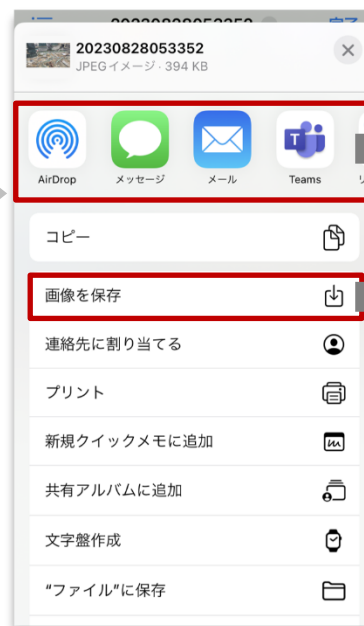 20230828053352
完了
20230828053352
JPEGイメージ · 394 KB
AirDrop
メッセージ
メール
Teams
コピー
画像を保存
連絡先に割り当てる
プリント
新規クイックメモに追加
共有アルバムに追加
文字盤作成
“ファイル”に保存